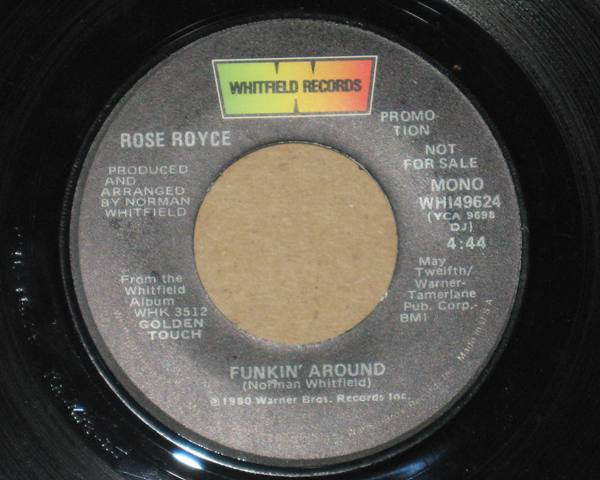 WHITFIELD RECORDS
ROSE ROYCE
PROMO-
TION
NOT
FOR SALE
PRODUCED
AND
ARRANGED
BY NORMAN
WHITFIELD
MONO
WHI49624
(YCA 9698
DJ)
4:44
From the
Whitfield
Album
WHK 3512
GOLDEN
TOUCH
May
Twelfth/
Warner-
Tamerlane
Pub. Corp.-
BMI
Made in U.S.A.
FUNKIN' AROUND
(Norman Whitfield)
℗1980 Warner Bros. Records Inc.